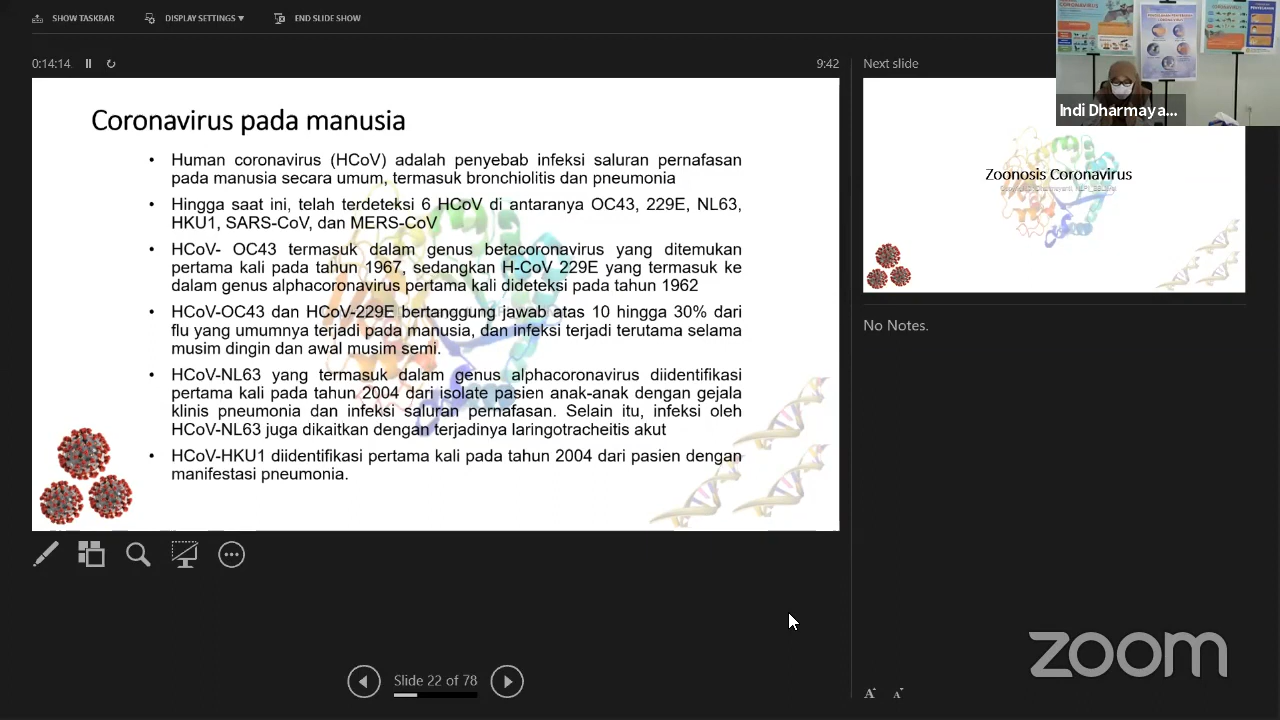 SHOW TASKBAR
DISPLAY SETTINGS ▼
END SLIDE SHOW
0:14:14
9:42
Coronavirus pada manusia
• Human coronavirus (HCoV) adalah penyebab infeksi saluran pernafasan
pada manusia secara umum, termasuk bronchiolitis dan pneumonia
• Hingga saat ini, telah terdeteksi 6 HCoV di antaranya OC43, 229E, NL63,
HKU1, SARS-CoV, dan MERS-CoV
• HCoV- OC43 termasuk dalam genus betacoronavirus yang ditemukan
pertama kali pada tahun 1967, sedangkan H-CoV 229E yang termasuk ke
dalam genus alphacoronavirus pertama kali dideteksi pada tahun 1962
• HCoV-OC43 dan HCoV-229E bertanggung jawab atas 10 hingga 30% dari
flu yang umumnya terjadi pada manusia, dan infeksi terjadi terutama selama
musim dingin dan awal musim semi.
• HCoV-NL63 yang termasuk dalam genus alphacoronavirus diidentifikasi
pertama kali pada tahun 2004 dari isolate pasien anak-anak dengan gejala
klinis pneumonia dan infeksi saluran pernafasan. Selain itu, infeksi oleh
HCoV-NL63 juga dikaitkan dengan terjadinya laringotracheitis akut
• HCoV-HKU1 diidentifikasi pertama kali pada tahun 2004 dari pasien dengan
manifestasi pneumonia.
Slide 22 of 78
Next slide
Zoonosis Coronavirus
No Notes.
A A
CORONAVIRUS
Indi Dharmaya...
zoom